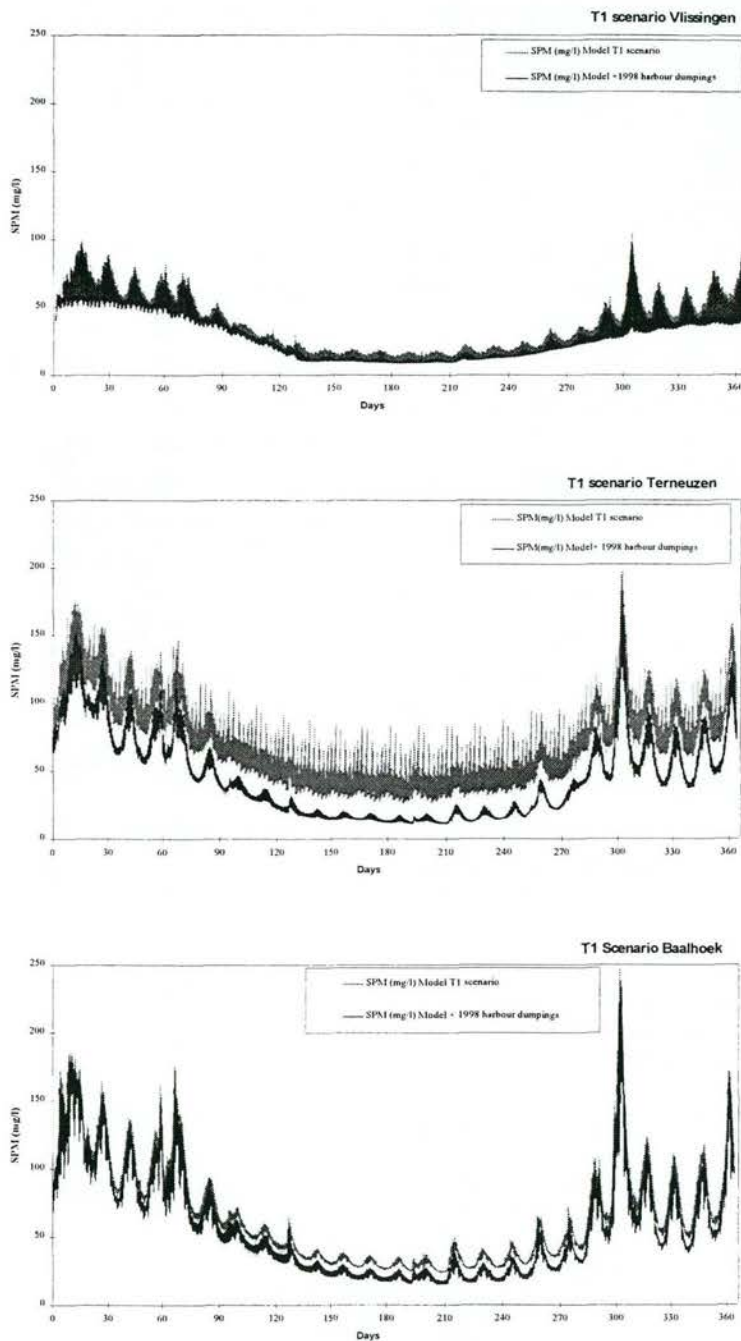 T1 scenario Vlissingen
250
200
150
100
50
0
SPM (mg/l)
SPM (mg/l) Model T1 scenario
SPM (mg/l) Model +1998 harbour dumpings
0 30 60 90 120 150 180 210 240 270 300 330 360
Days
T1 scenario Terneuzen
250
200
150
100
50
0
SPM (mg/l)
SPM(mg/l) Model T1 scenario
SPM(mg/l) Model+ 1998 harbour dumpings
0 30 60 90 120 150 180 210 240 270 300 330 360
Days
T1 Scenario Baalhoek
250
200
150
100
50
0
SPM (mg/l)
SPM (mg/l) Model T1 scenario
SPM (mg/l) Model + 1998 harbour dumpings
0 30 60 90 120 150 180 210 240 270 300 330 360
Days